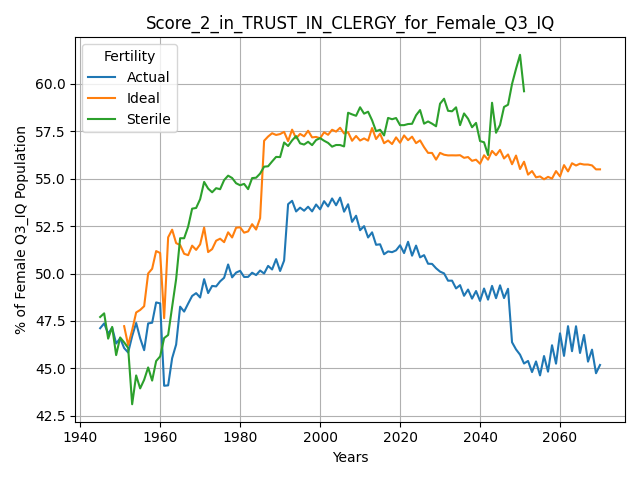 Score_2_in_TRUST_IN_CLERGY_for_Female_Q3_IQ
% of Female Q3_IQ Population
60.0
57.5
55.0
52.5
50.0
47.5
45.0
42.5
Fertility
Actual
Ideal
Sterile
1940
1960
1980
2000
2020
2040
2060
Years